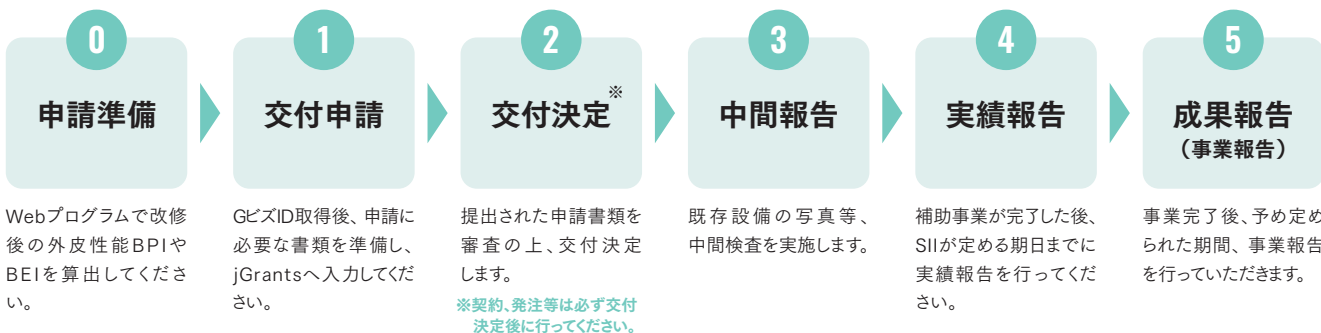 0
申請準備
Webプログラムで改修
後の外皮性能BPIや
BEIを算出してくださ
い。
1
交付申請
GビズID取得後、申請に
必要な書類を準備し、
jGrantsへ入力してくだ
さい。
2
交付決定※
提出された申請書類を
審査の上、交付決定
します。
※契約、発注等は必ず交付
決定後に行ってください。
3
中間報告
既存設備の写真等、
中間検査を実施します。
4
実績報告
補助事業が完了した後、
SIIが定める期日までに
実績報告を行ってくだ
さい。
5
成果報告
（事業報告）
事業完了後、予め定め
られた期間、事業報告
を行っていただきます。